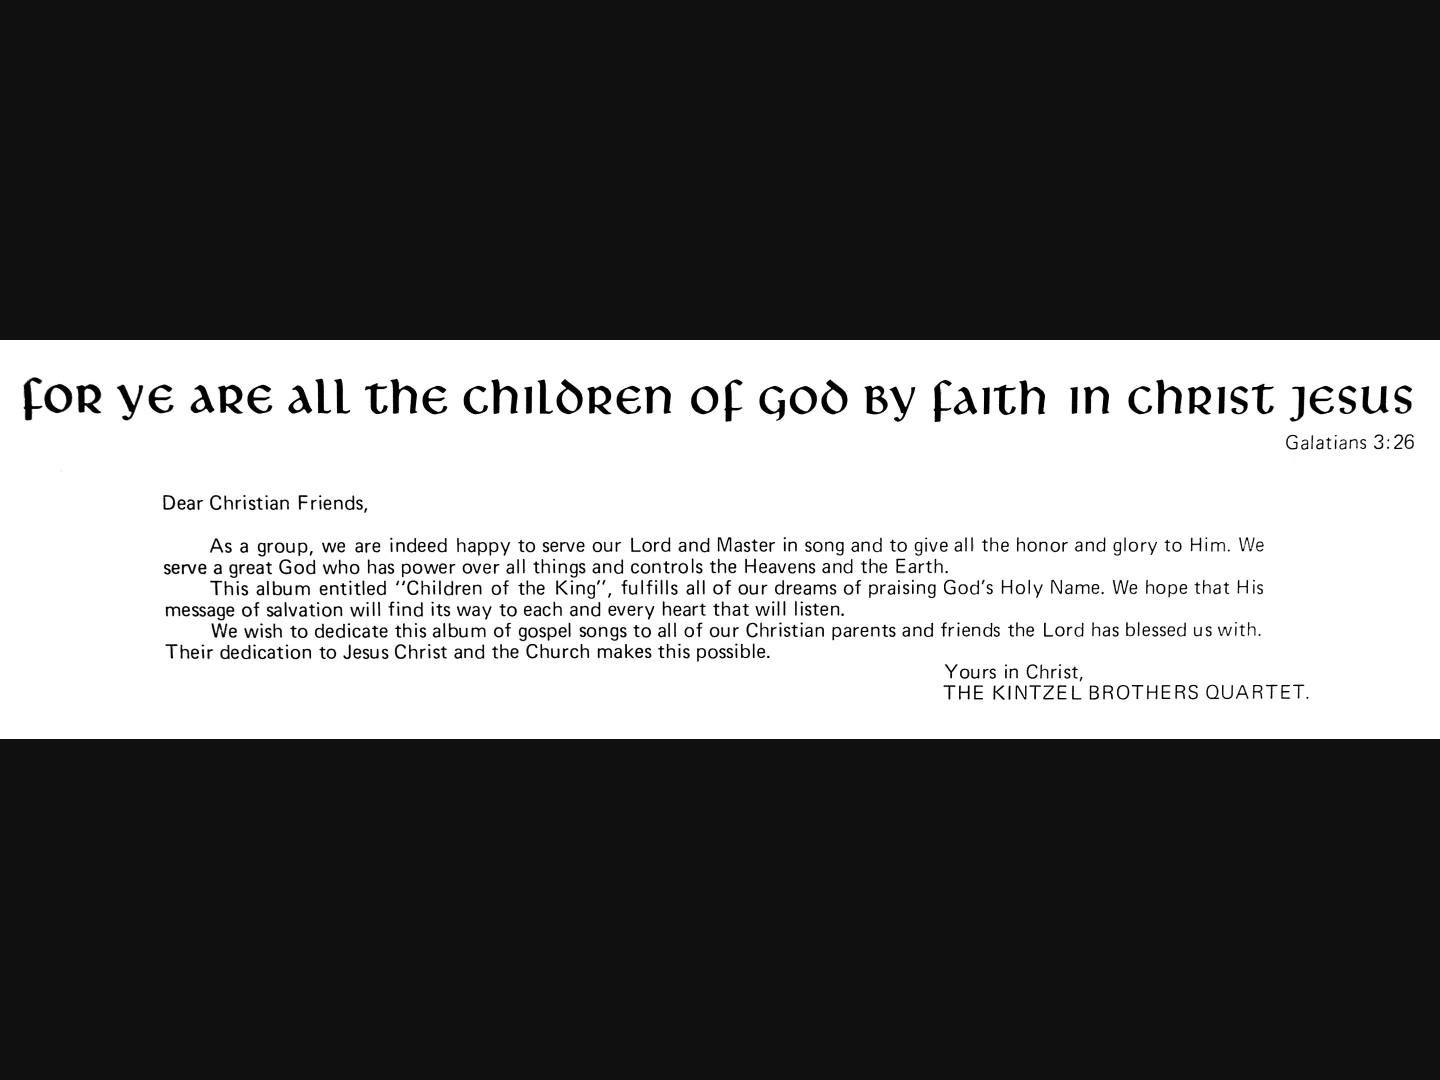 for ye are all the children of God by faith in Christ Jesus
Galatians 3:26
Dear Christian Friends,
As a group, we are indeed happy to serve our Lord and Master in song and to give all the honor and glory to Him. We
serve a great God who has power over all things and controls the Heavens and the Earth.
This album entitled "Children of the King", fulfills all of our dreams of praising God's Holy Name. We hope that His
message of salvation will find its way to each and every heart that will listen.
We wish to dedicate this album of gospel songs to all of our Christian parents and friends the Lord has blessed us with.
Their dedication to Jesus Christ and the Church makes this possible.
Yours in Christ,
THE KINTZEL BROTHERS QUARTET.